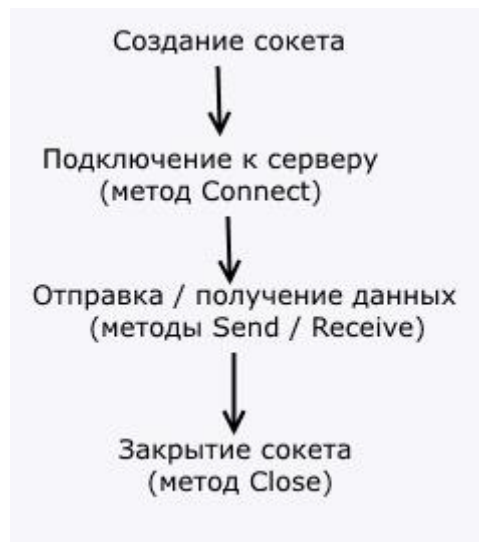 Создание сокета
Подключение к серверу
(метод Connect)
Отправка / получение данных
(методы Send / Receive)
Закрытие сокета
(метод Close)